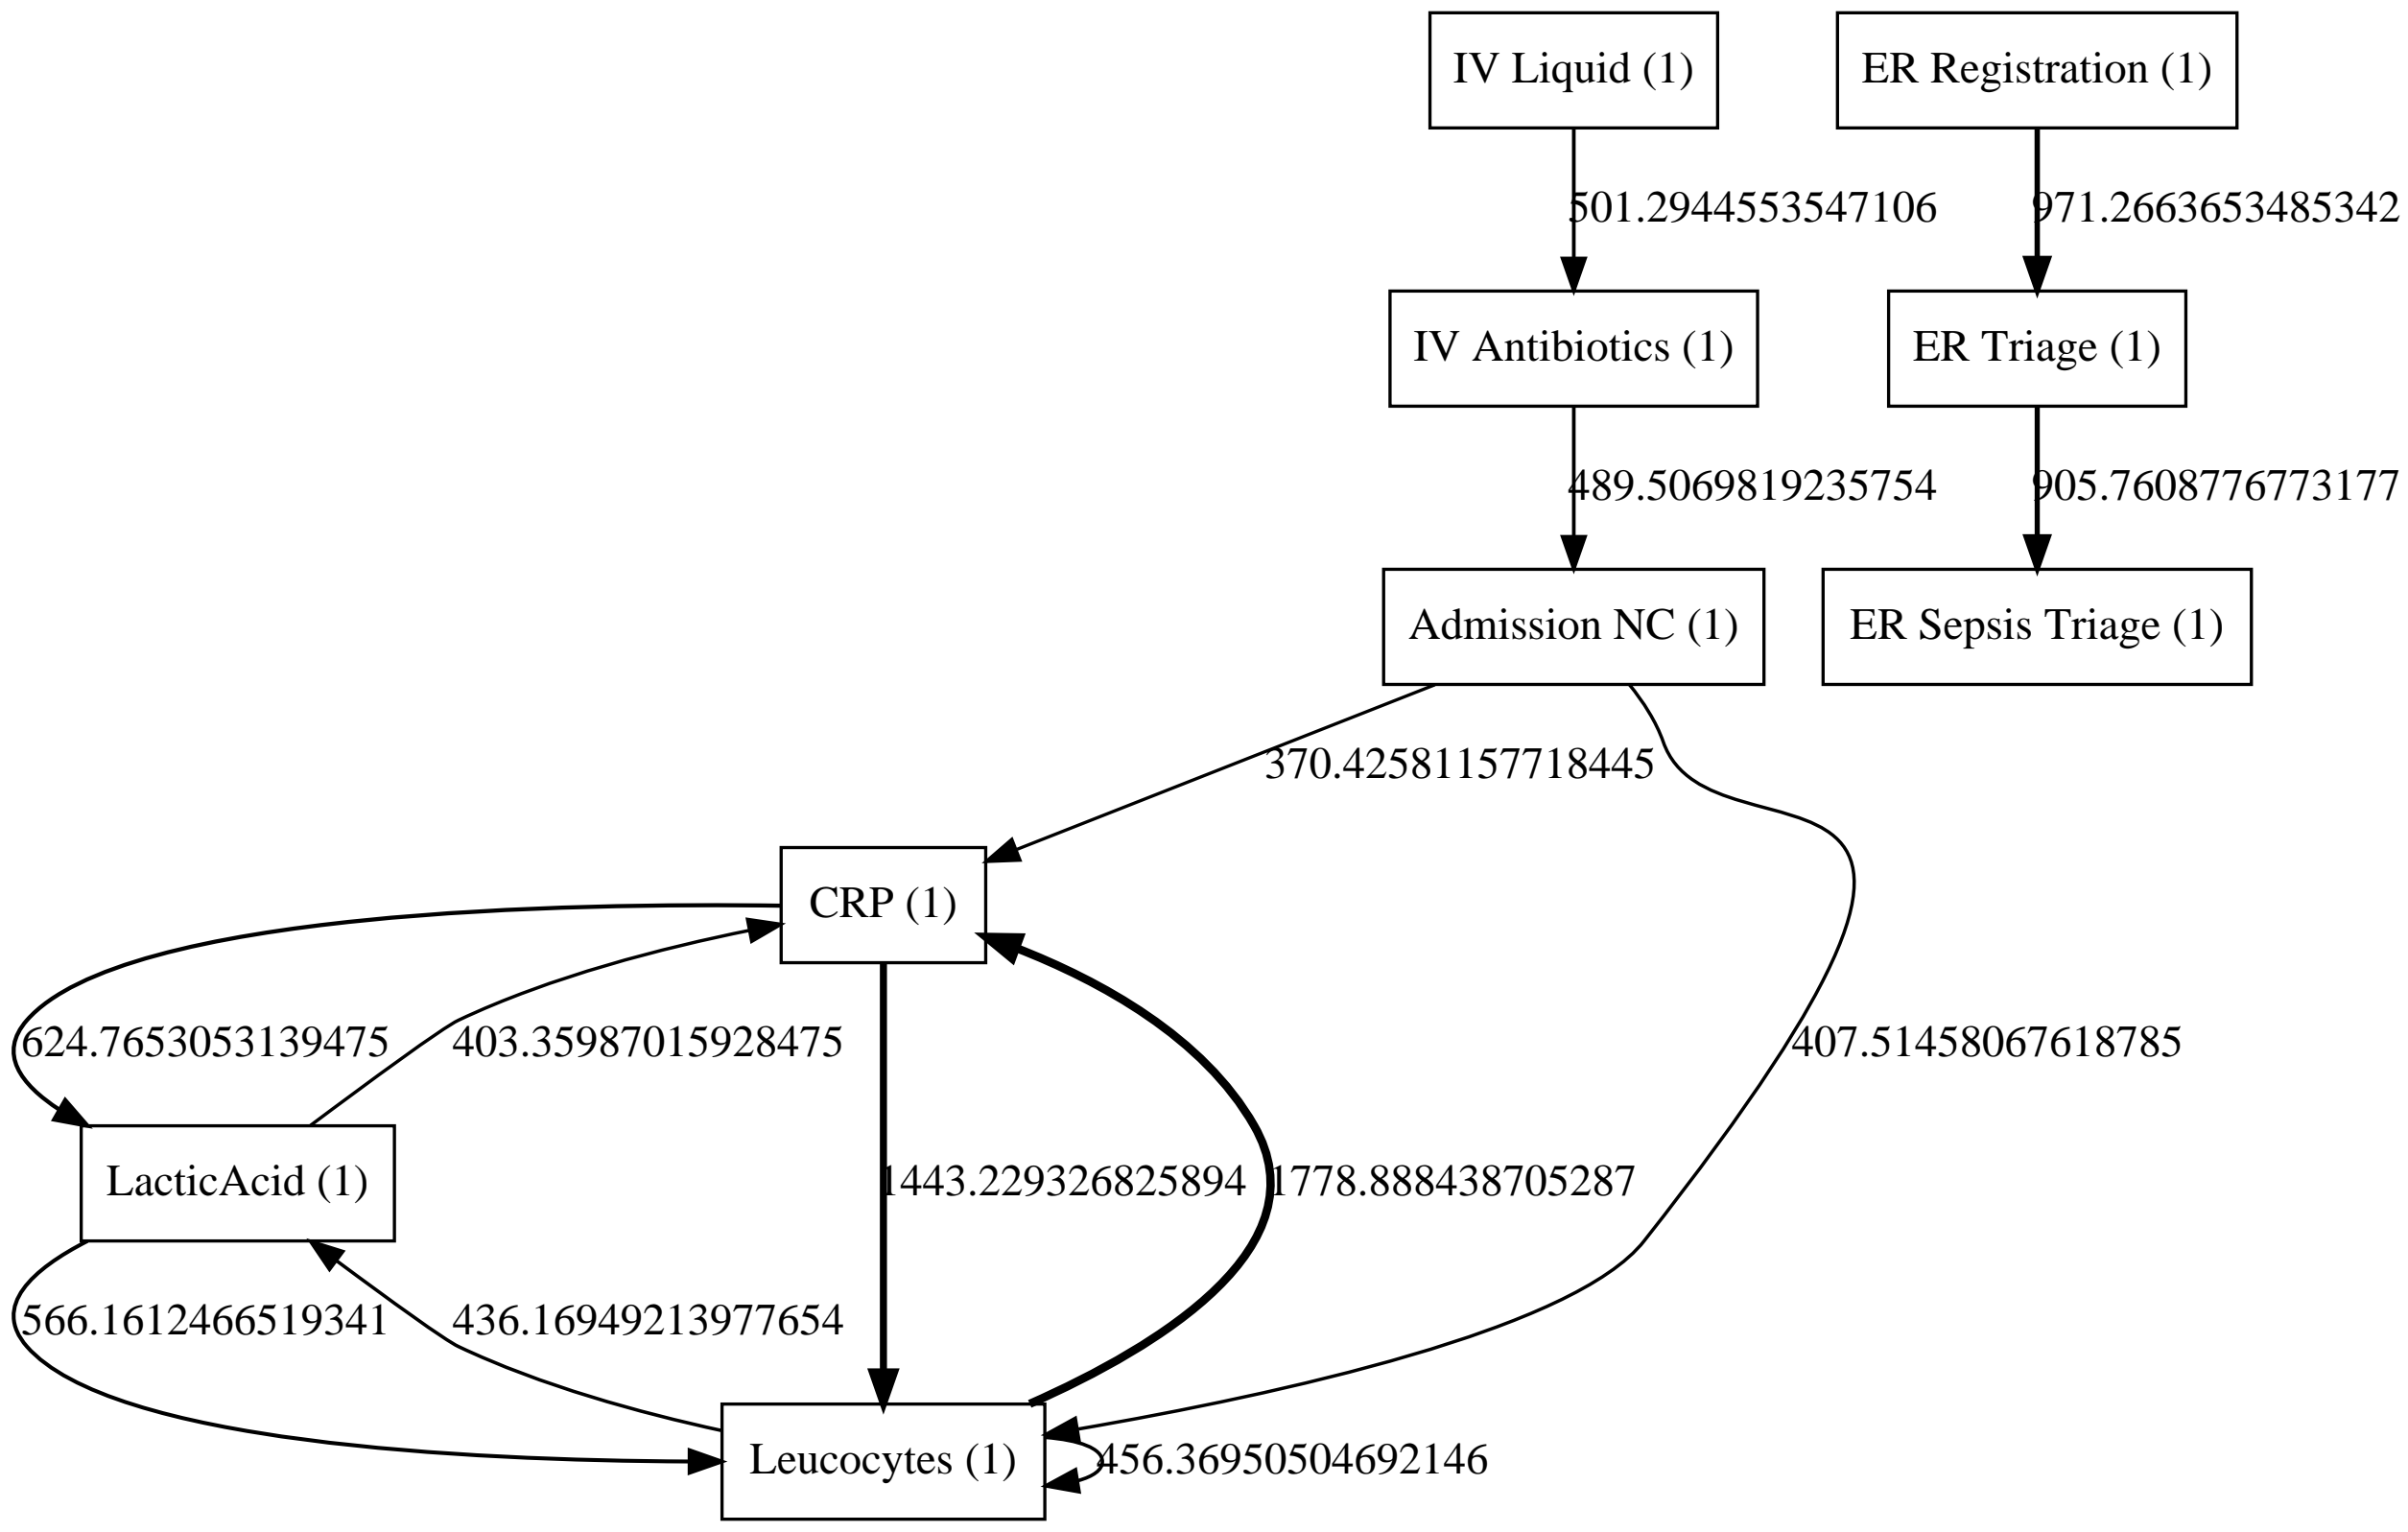 IV Liquid (1)
ER Registration (1)
501.2944553547106
971.2663653485342
IV Antibiotics (1)
ER Triage (1)
489.5069819235754
905.7608776773177
Admission NC (1)
ER Sepsis Triage (1)
370.42581157718445
CRP (1)
624.7653053139475
403.35987015928475
407.51458067618785
LacticAcid (1)
1443.229326825894
1778.888438705287
566.1612466519341
436.16949213977654
Leucocytes (1)
456.36950504692146